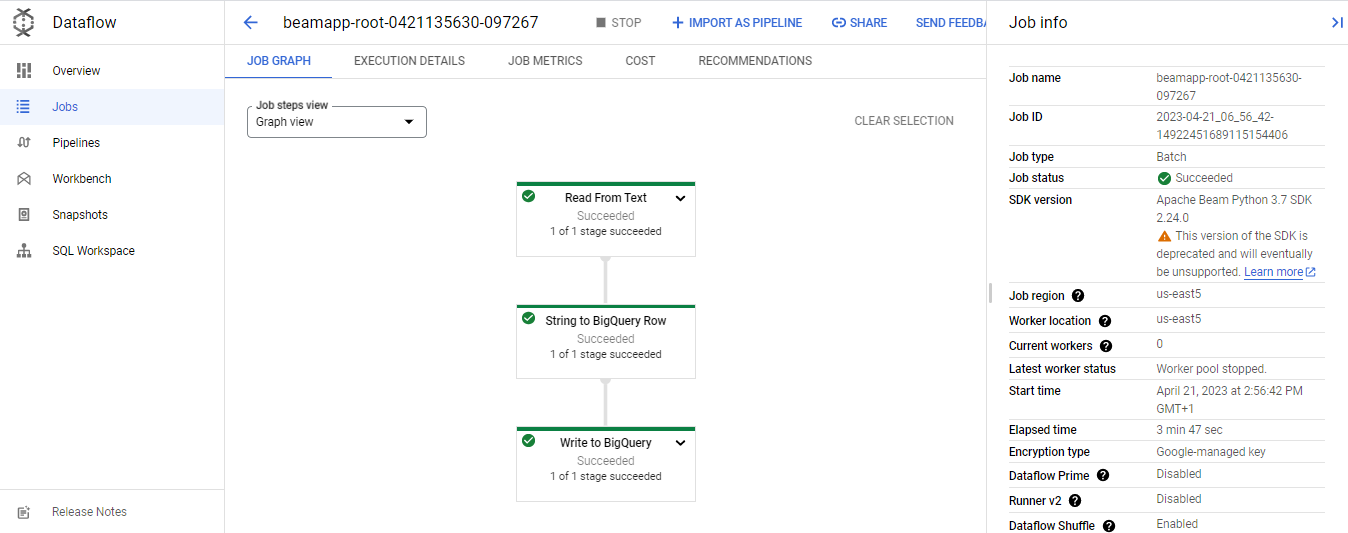 Dataflow
beamapp-root-0421135630-097267
STOP
IMPORT AS PIPELINE
SHARE
SEND FEEDBA
Overview
Jobs
Pipelines
Workbench
Snapshots
SQL Workspace
Release Notes
JOB GRAPH
EXECUTION DETAILS
JOB METRICS
COST
RECOMMENDATIONS
Job steps view
Graph view
CLEAR SELECTION
Read From Text
Succeeded
1 of 1 stage succeeded
String to BigQuery Row
Succeeded
1 of 1 stage succeeded
Write to BigQuery
Succeeded
1 of 1 stage succeeded
Job info
Job name beamapp-root-0421135630-
097267
Job ID 2023-04-21_06_56_42-
14922451689115154406
Job type Batch
Job status Succeeded
SDK version Apache Beam Python 3.7 SDK
2.24.0
This version of the SDK is
deprecated and will eventually
be unsupported. Learn more
Job region ? us-east5
Worker location ? us-east5
Current workers ? 0
Latest worker status Worker pool stopped.
Start time April 21, 2023 at 2:56:42 PM
GMT+1
Elapsed time 3 min 47 sec
Encryption type Google-managed key
Dataflow Prime ? Disabled
Runner v2 ? Disabled
Dataflow Shuffle ? Enabled